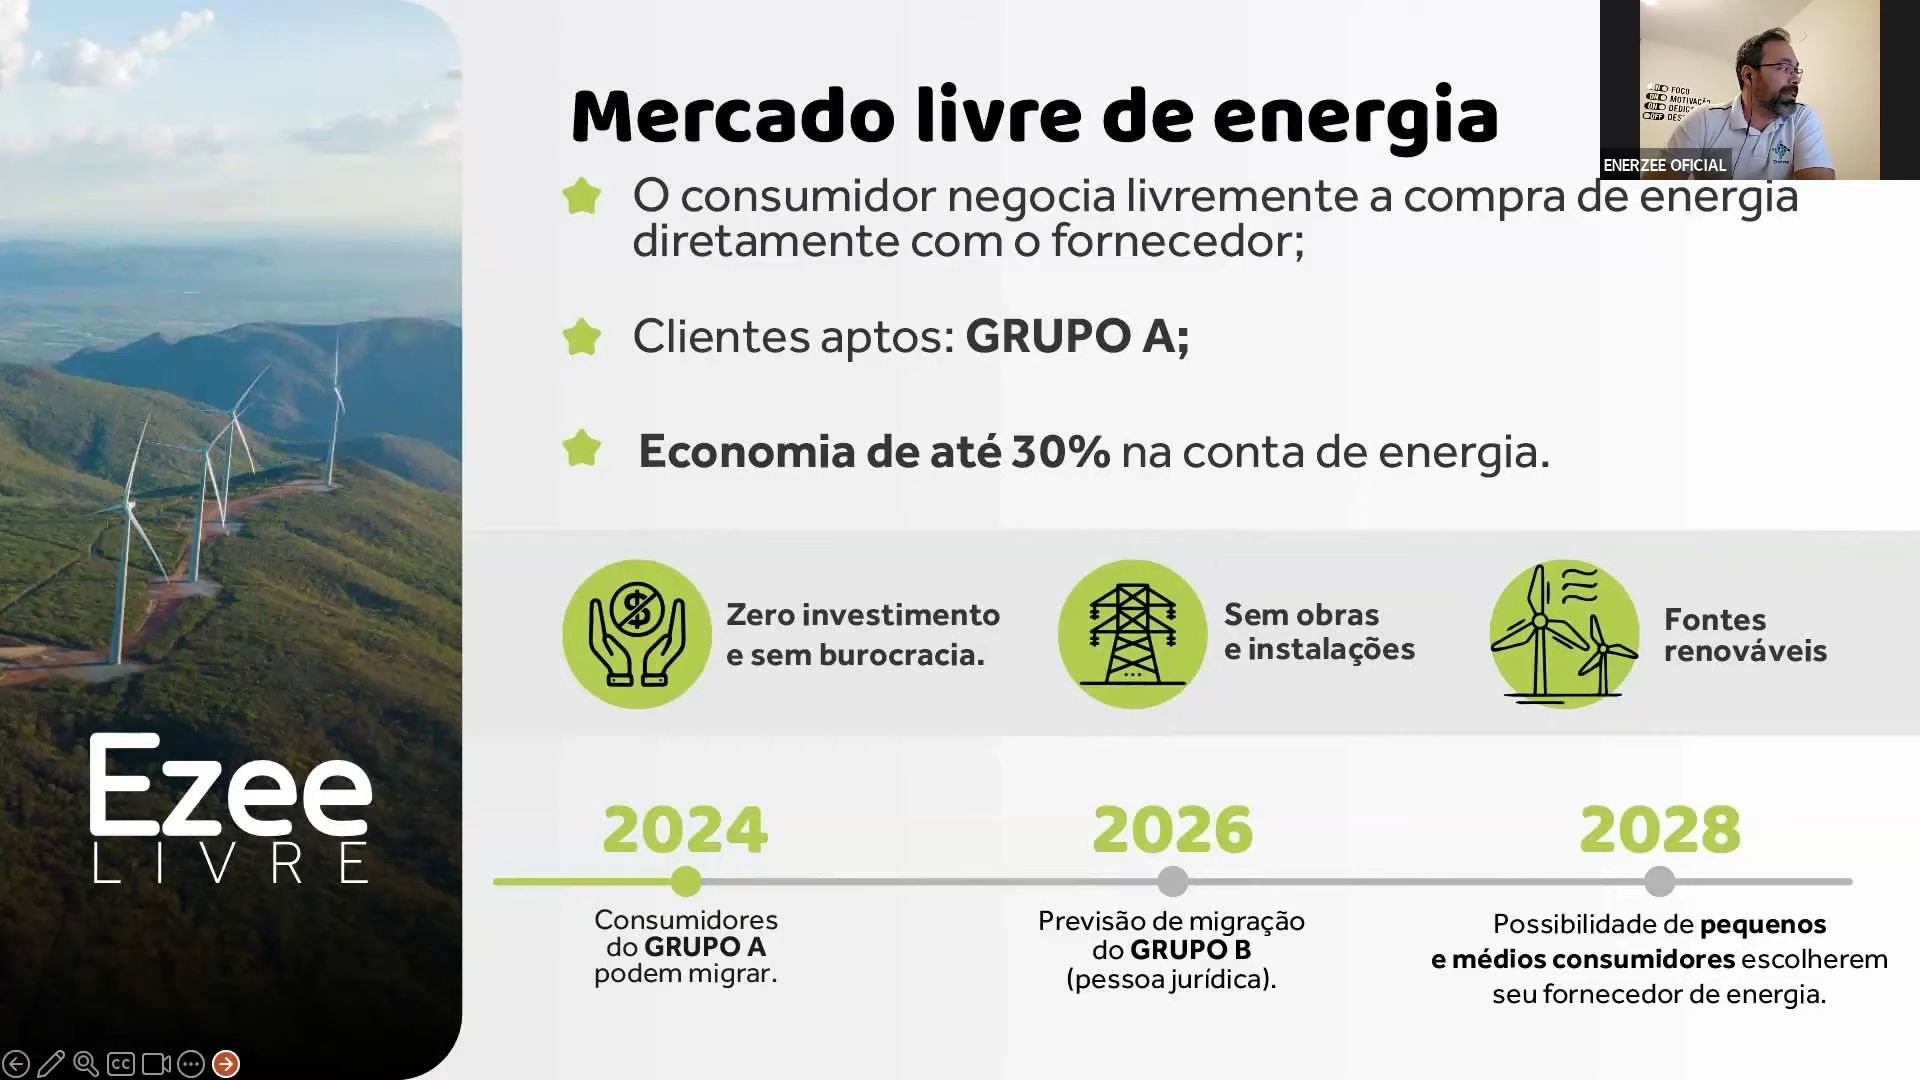 Mercado livre de energia
FOCO
MOTIVAÇÃO
ENERZEE OFICIAL
O consumidor negocia livremente a compra de energia
diretamente com o fornecedor;
Clientes aptos: GRUPO A;
Economia de até 30% na conta de energia.
Zero investimento
e sem burocracia.
Sem obras
e instalações
Fontes
renováveis
Ezee
LIVRE
2024
2026
2028
Consumidores
do GRUPO A
podem migrar.
Previsão de migração
do GRUPO B
(pessoa jurídica).
Possibilidade de pequenos
e médios consumidores escolherem
seu fornecedor de energia.
CC